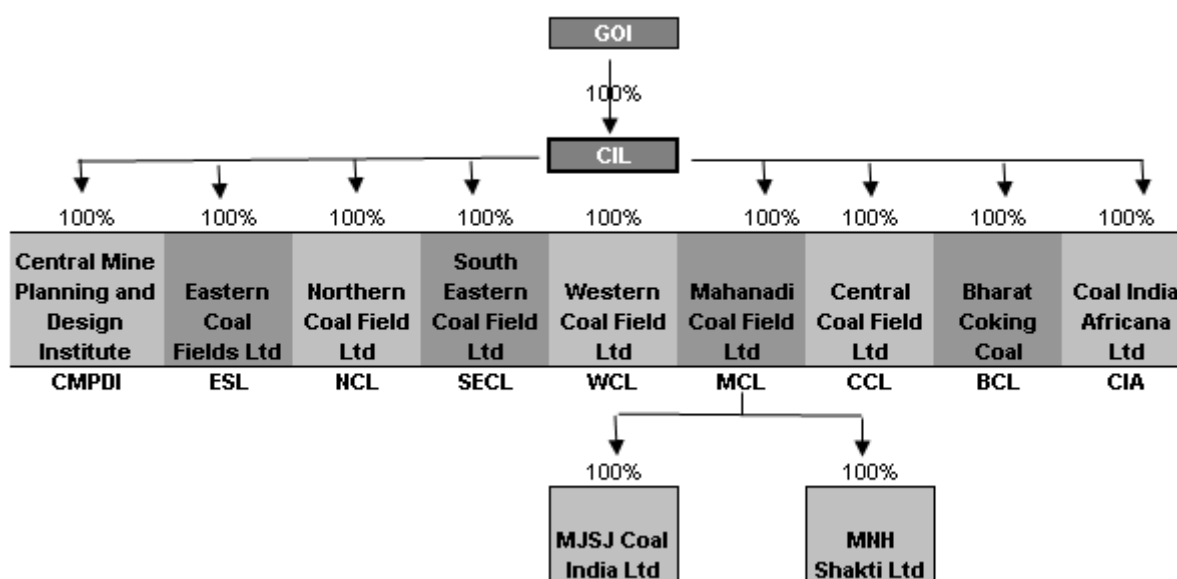 GOI
100%
CIL
100% 100% 100% 100% 100% 100% 100% 100% 100%
Central Mine
Planning and
Design
Institute
Eastern
Coal
Fields Ltd
Northern
Coal Field
Ltd
South
Eastern
Coal Field
Ltd
Western
Coal Field
Ltd
Mahanadi
Coal Field
Ltd
Central
Coal Field
Ltd
Bharat
Coking
Coal
Coal India
Africana
Ltd
CMPDI ESL NCL SECL WCL MCL CCL BCL CIA
100% 100%
MJSJ Coal
India Ltd
MNH
Shakti Ltd